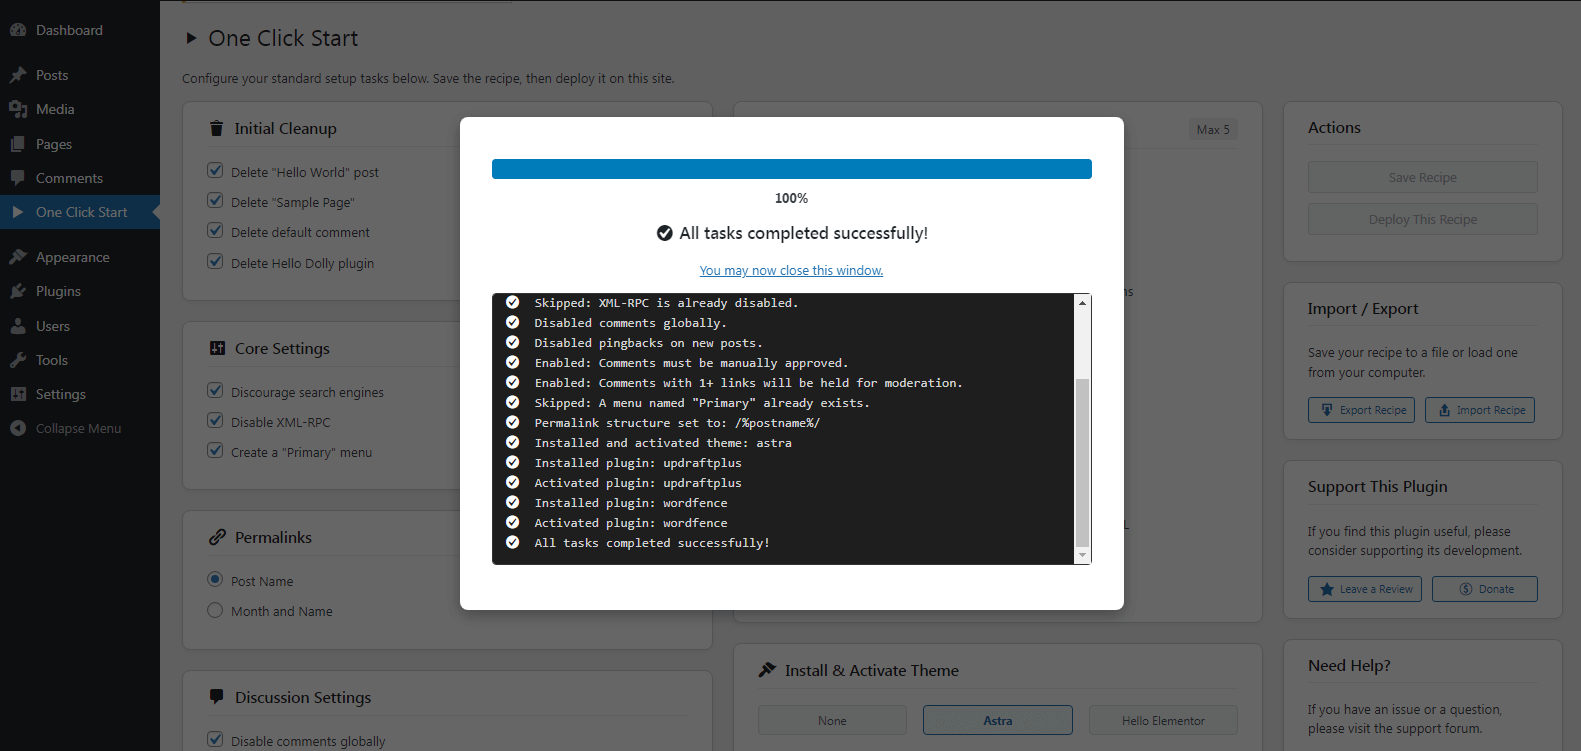 Dashboard
Posts
Media
Pages
Comments
One Click Start
Appearance
Plugins
Users
Tools
Settings
Collapse Menu
One Click Start
Configure your standard setup tasks below. Save the recipe, then deploy it on this site.
Initial Cleanup
Delete "Hello World" post
Delete "Sample Page"
Delete default comment
Delete Hello Dolly plugin
Core Settings
Discourage search engines
Disable XML-RPC
Create a "Primary" menu
Permalinks
Post Name
Month and Name
Discussion Settings
Disable comments globally
100%
All tasks completed successfully!
You may now close this window.
Skipped: XML-RPC is already disabled.
Disabled comments globally.
Disabled pingbacks on new posts.
Enabled: Comments must be manually approved.
Enabled: Comments with 1+ links will be held for moderation.
Skipped: A menu named "Primary" already exists.
Permalink structure set to: /%postname%/
Installed and activated theme: astra
Installed plugin: updraftplus
Activated plugin: updraftplus
Installed plugin: wordfence
Activated plugin: wordfence
All tasks completed successfully!
Max 5
Install & Activate Theme
None
Astra
Hello Elementor
Actions
Save Recipe
Deploy This Recipe
Import / Export
Save your recipe to a file or load one
from your computer.
Export Recipe
Import Recipe
Support This Plugin
If you find this plugin useful, please
consider supporting its development.
Leave a Review
Donate
Need Help?
If you have an issue or a question,
please visit the support forum.